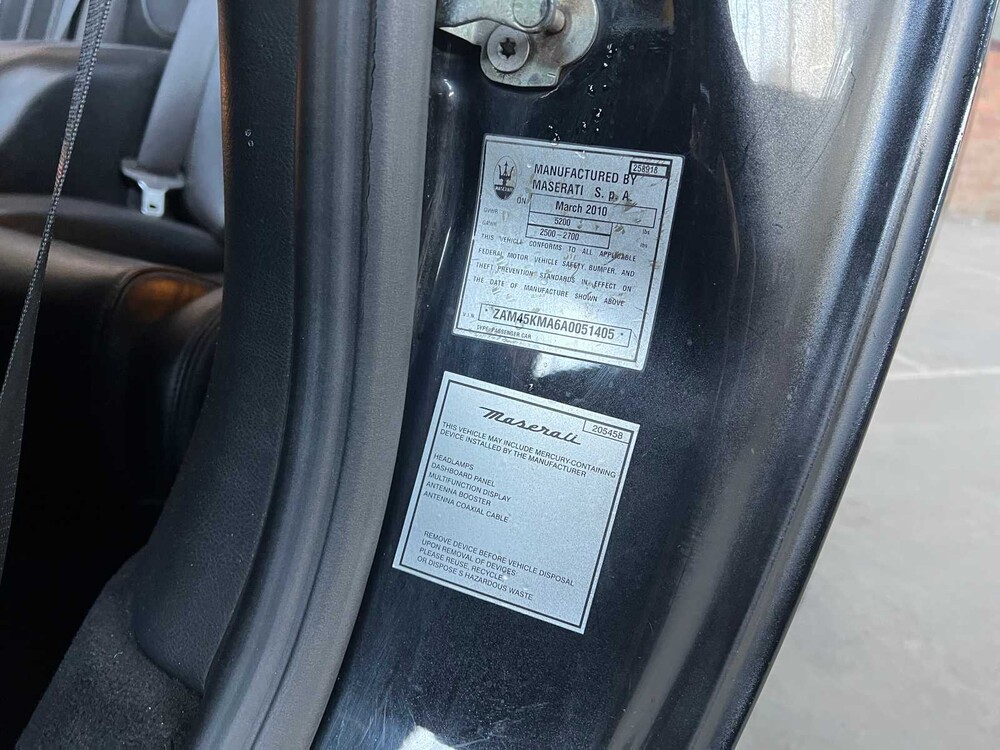 258916
MANUFACTURED BY
MASERATI S. p. A.
MASERATI
ON March 2010
GVWR 5200 lbs
GAWR 2500-2700 lbs
THIS VEHICLE CONFORMS TO ALL APPLICABLE
FEDERAL MOTOR VEHICLE SAFETY, BUMPER, AND
THEFT PREVENTION STANDARDS IN EFFECT ON
THE DATE OF MANUFACTURE SHOWN ABOVE
V.I.N. * ZAM45KMA6A0051405 *
TYPE: PASSENGER CAR
Maserati
205458
THIS VEHICLE MAY INCLUDE MERCURY-CONTAINING
DEVICE INSTALLED BY THE MANUFACTURER
HEADLAMPS
DASHBOARD PANEL
MULTIFUNCTION DISPLAY
ANTENNA BOOSTER
ANTENNA COAXIAL CABLE
REMOVE DEVICE BEFORE VEHICLE DISPOSAL
UPON REMOVAL OF DEVICES
PLEASE REUSE, RECYCLE
OR DISPOSE S HAZARDOUS WASTE